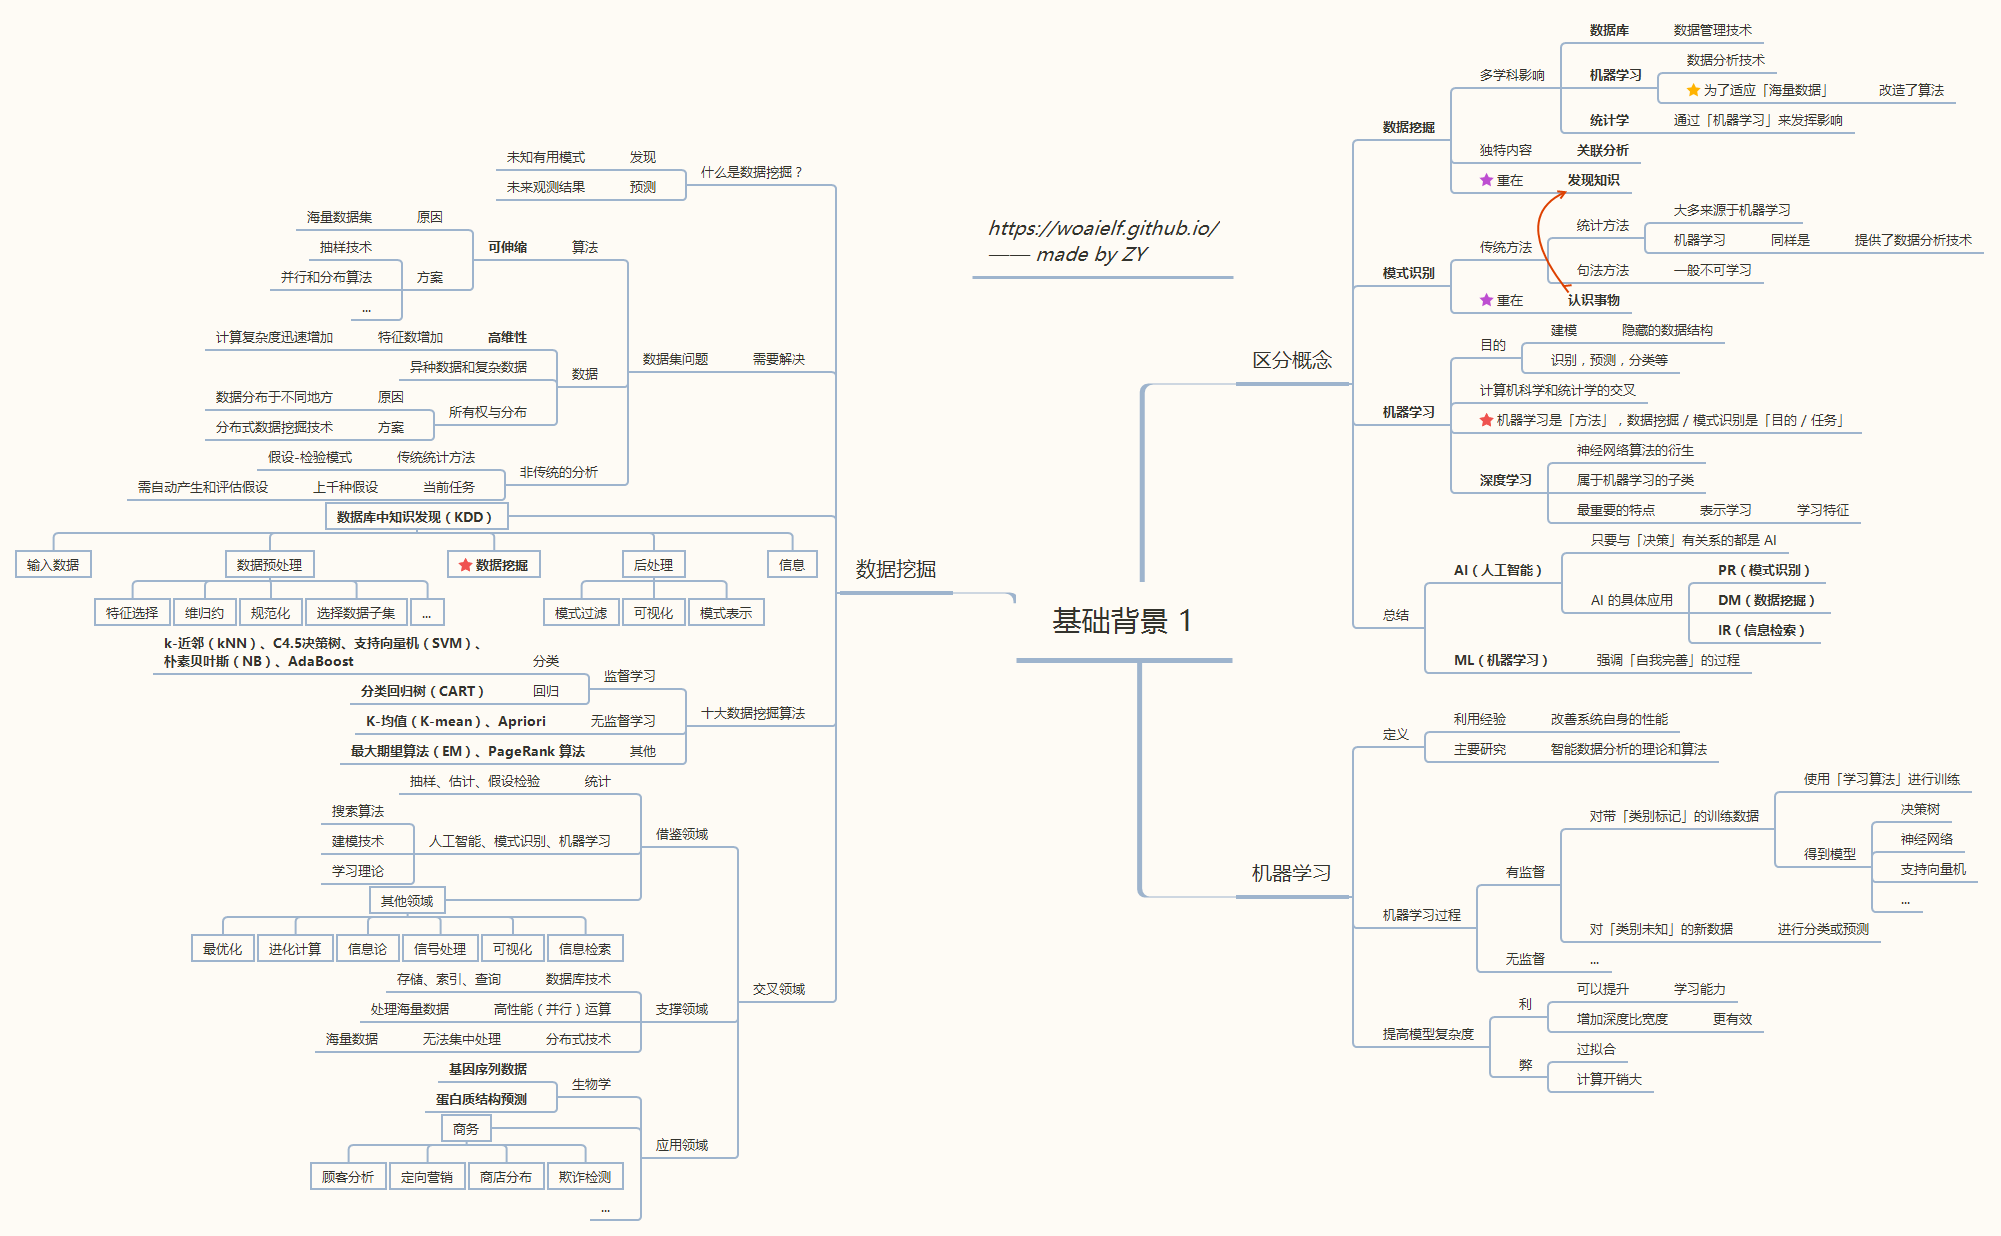 基础背景 1
https://woaielf.github.io/
—— made by ZY
区分概念
数据挖掘
多学科影响
数据库
数据管理技术
机器学习
数据分析技术
为了适应「海量数据」
改造了算法
统计学
通过「机器学习」来发挥影响
独特内容
关联分析
重在
发现知识
模式识别
传统方法
统计方法
大多来源于机器学习
机器学习
同样是
提供了数据分析技术
句法方法
一般不可学习
重在
认识事物
机器学习
目的
建模
隐藏的数据结构
识别，预测，分类等
计算机科学和统计学的交叉
机器学习是「方法」，数据挖掘 / 模式识别是「目的 / 任务」
深度学习
神经网络算法的衍生
属于机器学习的子类
最重要的特点
表示学习
学习特征
总结
AI（人工智能）
只要与「决策」有关系的都是 AI
AI 的具体应用
PR（模式识别）
DM（数据挖掘）
IR（信息检索）
ML（机器学习）
强调「自我完善」的过程
机器学习
定义
利用经验
改善系统自身的性能
主要研究
智能数据分析的理论和算法
机器学习过程
有监督
对带「类别标记」的训练数据
使用「学习算法」进行训练
得到模型
决策树
神经网络
支持向量机
...
对「类别未知」的新数据
进行分类或预测
无监督
...
提高模型复杂度
利
可以提升
学习能力
增加深度比宽度
更有效
弊
过拟合
计算开销大
数据挖掘
什么是数据挖掘？
发现
未知有用模式
预测
未来观测结果
需要解决
数据集问题
算法
可伸缩
原因
海量数据集
方案
抽样技术
并行和分布算法
...
数据
高维性
特征数增加
计算复杂度迅速增加
异种数据和复杂数据
所有权与分布
原因
数据分布于不同地方
方案
分布式数据挖掘技术
非传统的分析
传统统计方法
假设-检验模式
当前任务
上千种假设
需自动产生和评估假设
数据库中知识发现（KDD）
输入数据
数据预处理
特征选择
维归约
规范化
选择数据子集
...
数据挖掘
后处理
模式过滤
可视化
模式表示
信息
十大数据挖掘算法
监督学习
分类
k-近邻（kNN）、C4.5决策树、支持向量机（SVM）、
朴素贝叶斯（NB）、AdaBoost
回归
分类回归树（CART）
无监督学习
K-均值（K-mean）、Apriori
其他
最大期望算法（EM）、PageRank 算法
交叉领域
借鉴领域
统计
抽样、估计、假设检验
人工智能、模式识别、机器学习
搜索算法
建模技术
学习理论
其他领域
最优化
进化计算
信息论
信号处理
可视化
信息检索
支撑领域
数据库技术
存储、索引、查询
高性能（并行）运算
处理海量数据
分布式技术
无法集中处理
海量数据
应用领域
生物学
基因序列数据
蛋白质结构预测
商务
顾客分析
定向营销
商店分布
欺诈检测
...